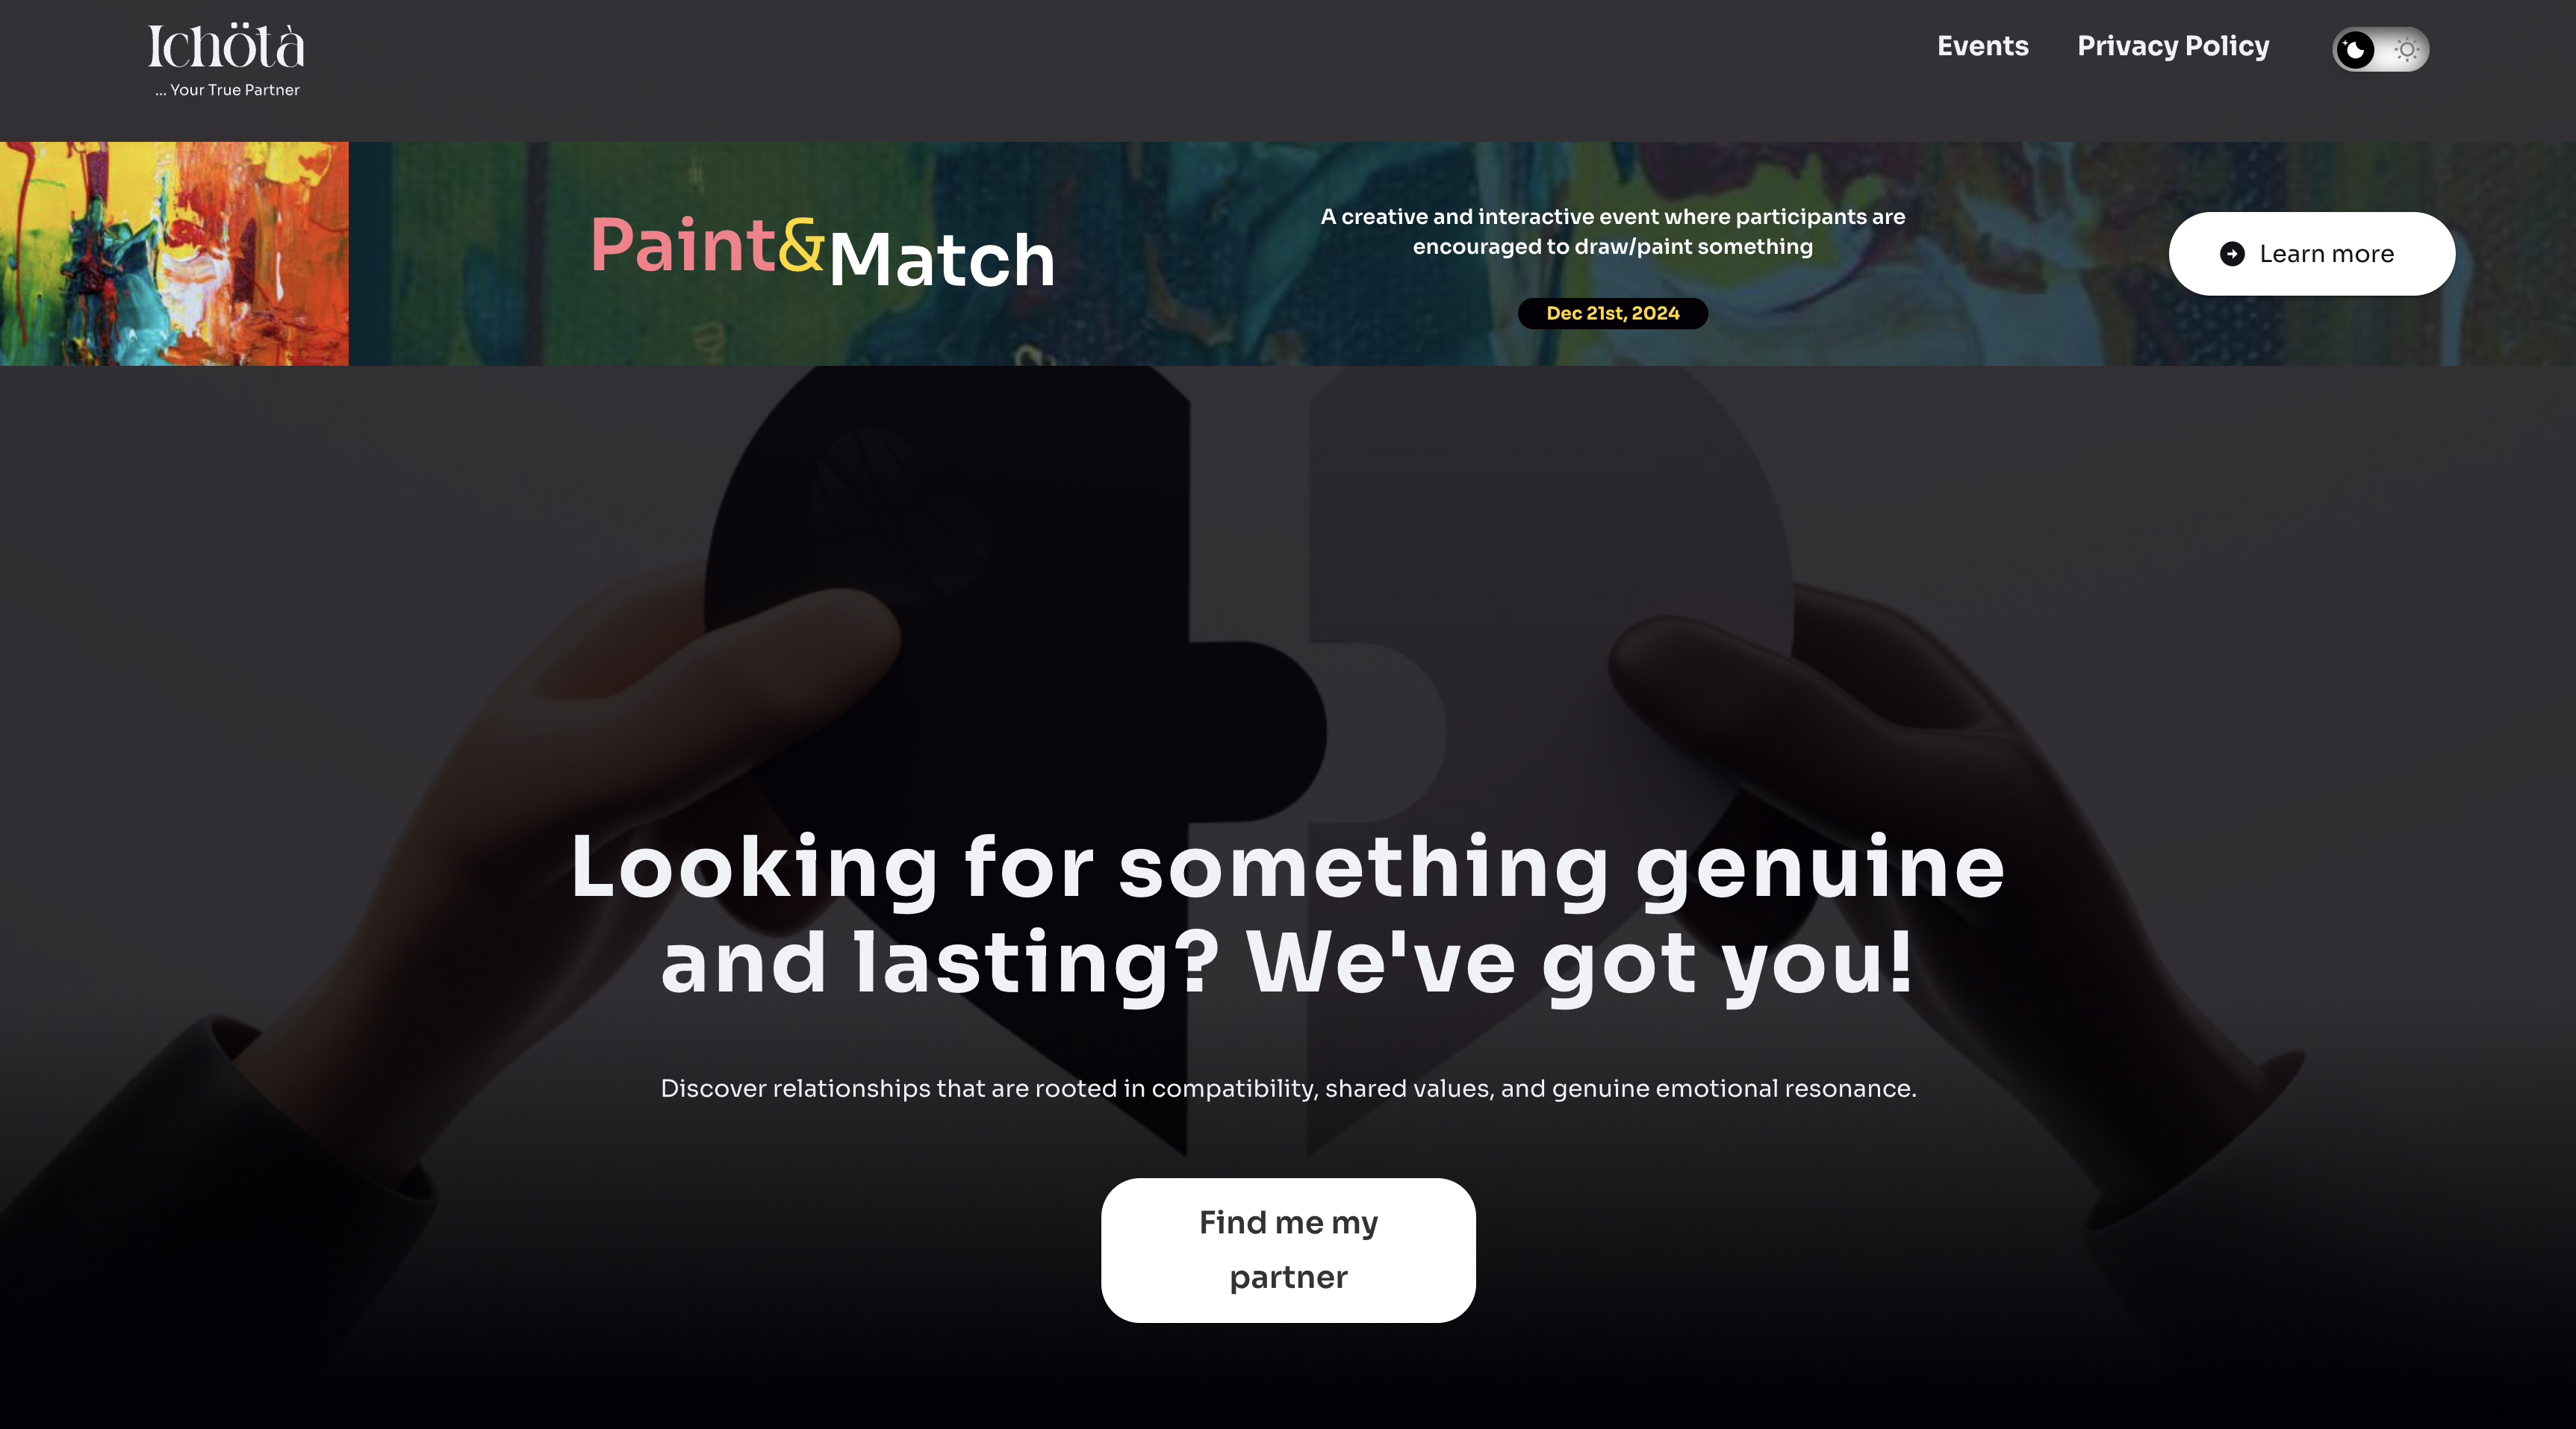 Ichötà
... Your True Partner
Events
Privacy Policy
Paint&Match
A creative and interactive event where participants are
encouraged to draw/paint something
Dec 21st, 2024
Learn more
Looking for something genuine
and lasting? We've got you!
Discover relationships that are rooted in compatibility, shared values, and genuine emotional resonance.
Find me my
partner